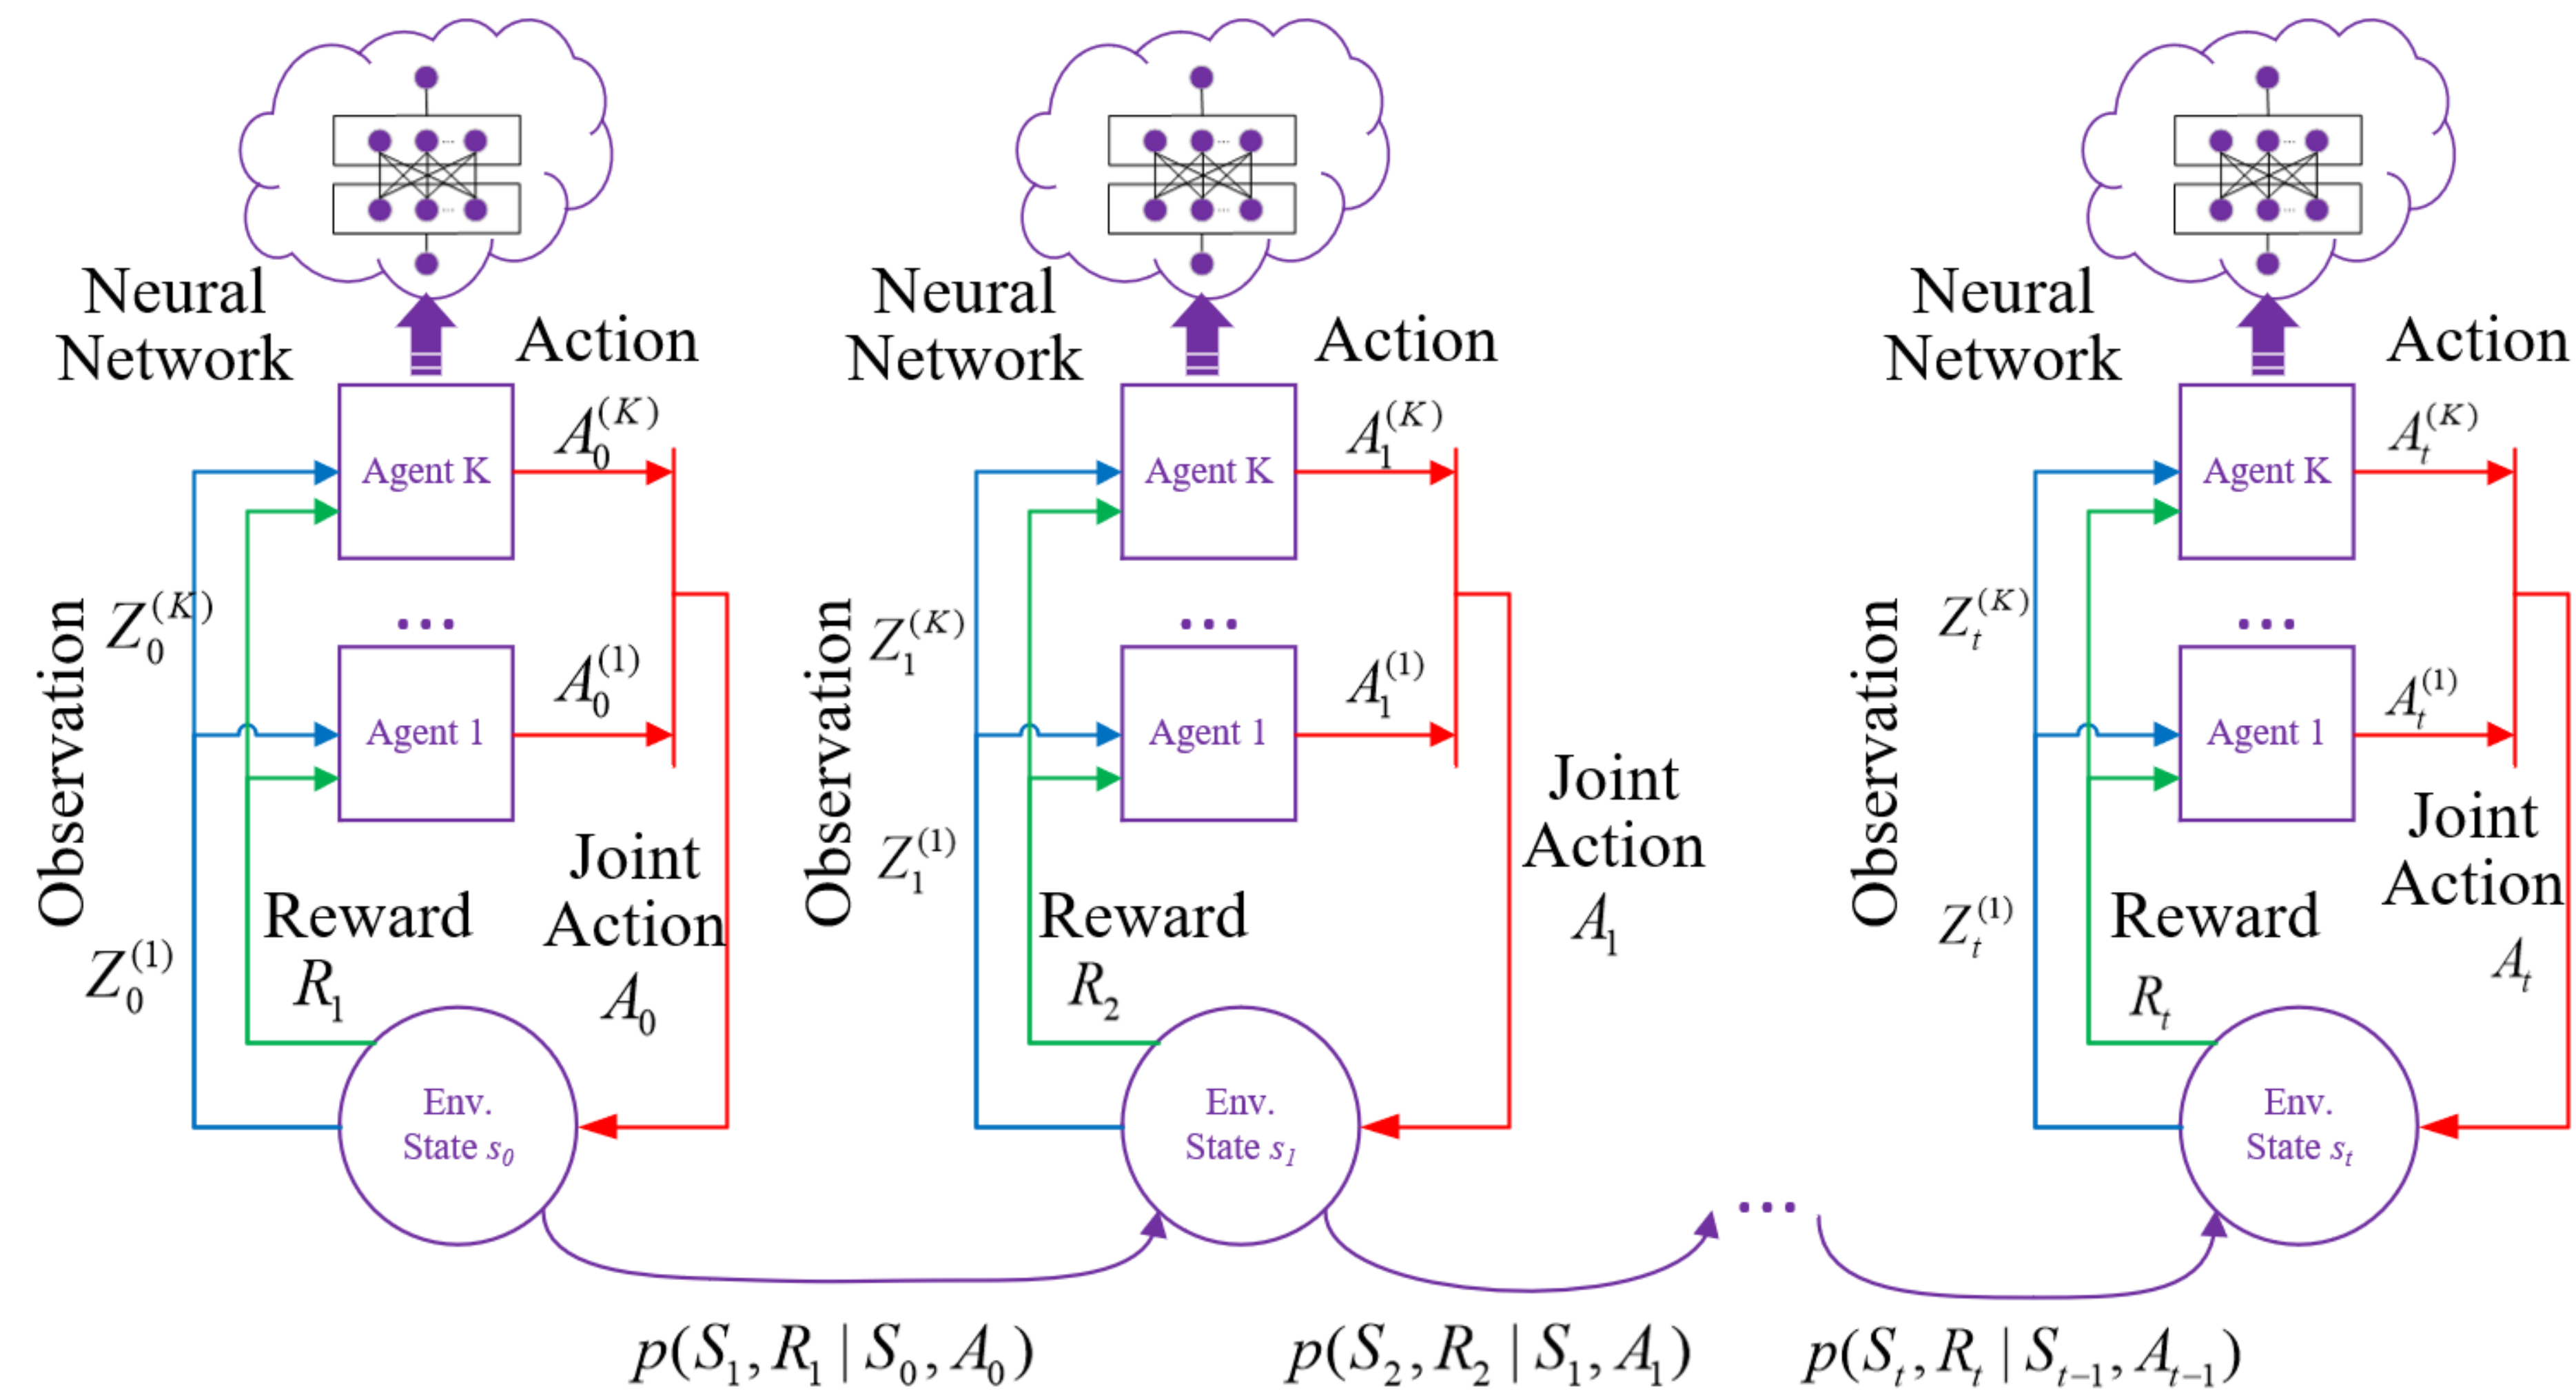 Neural
Network
Action
A_0^{(K)}
Agent K
Observation
Z_0^{(K)}
...
A_0^{(1)}
Agent 1
Joint
Action
A_0
Reward
R_1
Z_0^{(1)}
Env.
State s_0
Neural
Network
Action
A_1^{(K)}
Agent K
Observation
Z_1^{(K)}
...
A_1^{(1)}
Agent 1
Joint
Action
A_1
Z_1^{(1)}
Reward
R_2
Env.
State s_1
...
Neural
Network
Action
A_t^{(K)}
Agent K
Observation
Z_t^{(K)}
...
A_t^{(1)}
Agent 1
Joint
Action
A_t
Z_t^{(1)}
Reward
R_t
Env.
State s_t
p(S_1, R_1 | S_0, A_0)
p(S_2, R_2 | S_1, A_1)
p(S_t, R_t | S_{t-1}, A_{t-1})